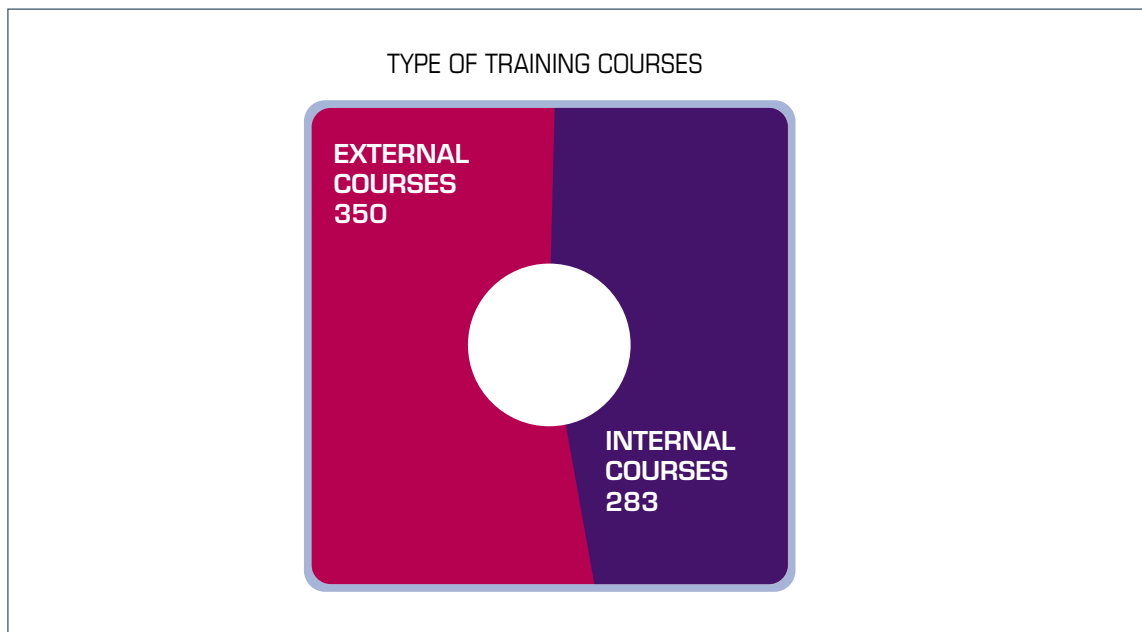 TYPE OF TRAINING COURSES
EXTERNAL
COURSES
350
INTERNAL
COURSES
283